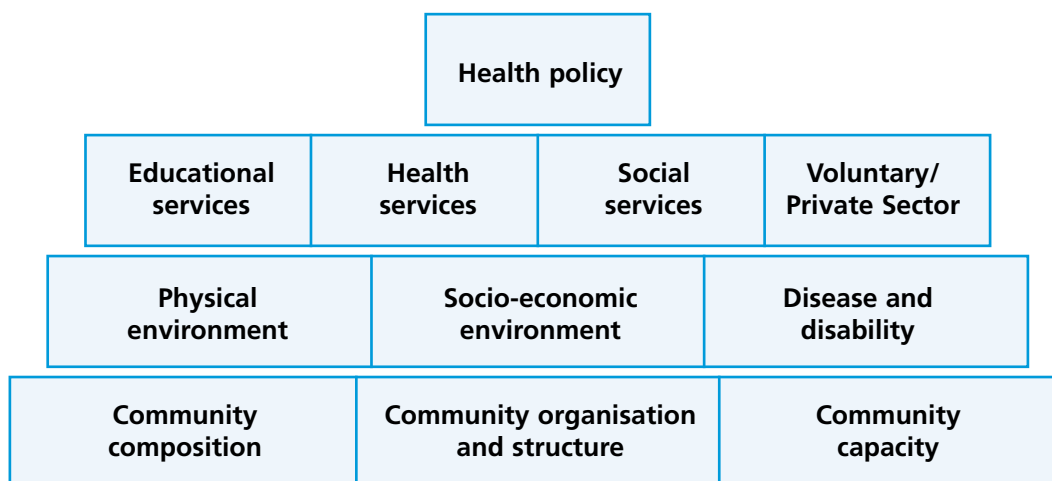 Health policy
Educational
services
Health
services
Social
services
Voluntary/
Private Sector
Physical
environment
Socio-economic
environment
Disease and
disability
Community
composition
Community organisation
and structure
Community
capacity